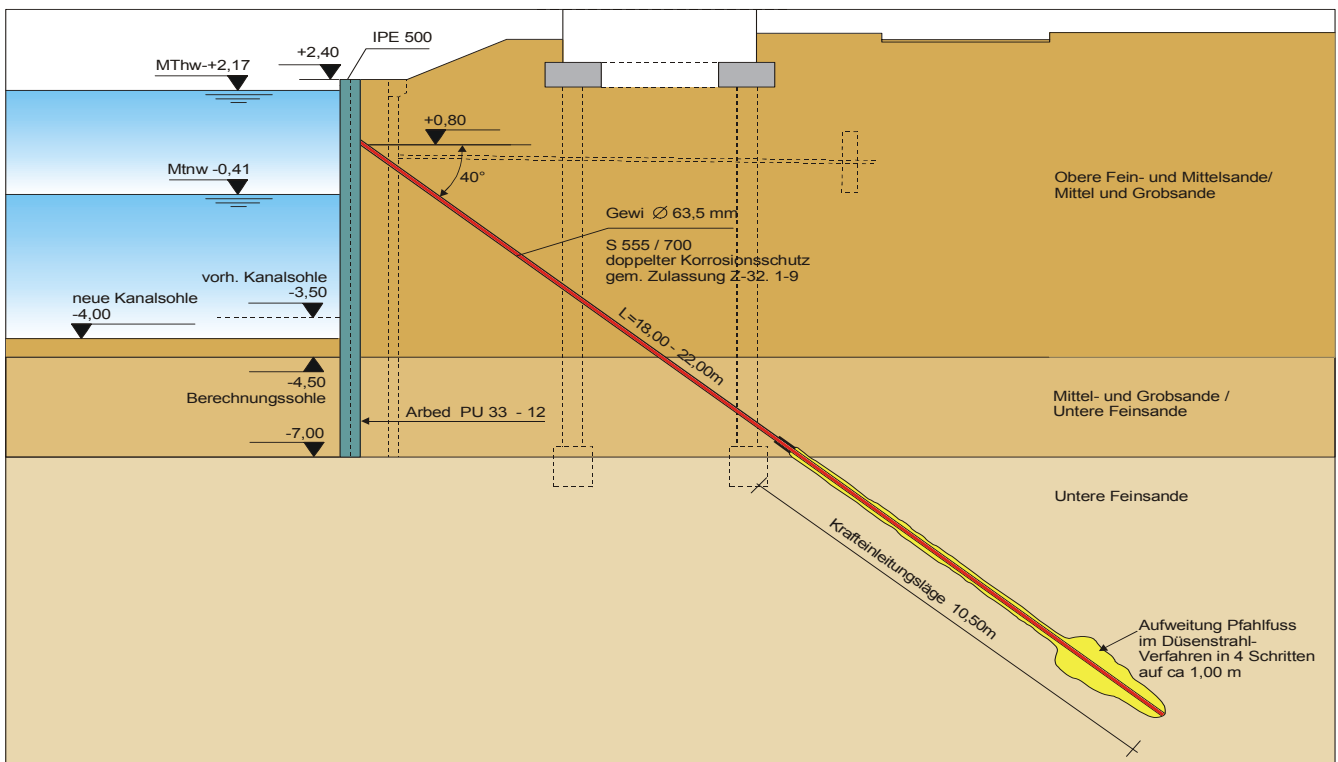 IPE 500
+2,40
MThw-+2,17
+0,80
40°
Mtnw -0,41
Obere Fein- und Mittelsande/
Mittel und Grobsande
Gewi Ø 63,5 mm
S 555 / 700
doppelter Korrosionsschutz
gem. Zulassung Z-32. 1-9
vorh. Kanalsohle
-3,50
neue Kanalsohle
-4,00
L=18,00 - 22,00m
-4,50
Berechnungssohle
Arbed PU 33 - 12
-7,00
Mittel- und Grobsande /
Untere Feinsande
Untere Feinsande
Krafteinleitungsläge 10,50m
Aufweitung Pfahlfuss
im Düsenstrahl-
Verfahren in 4 Schritten
auf ca 1,00 m